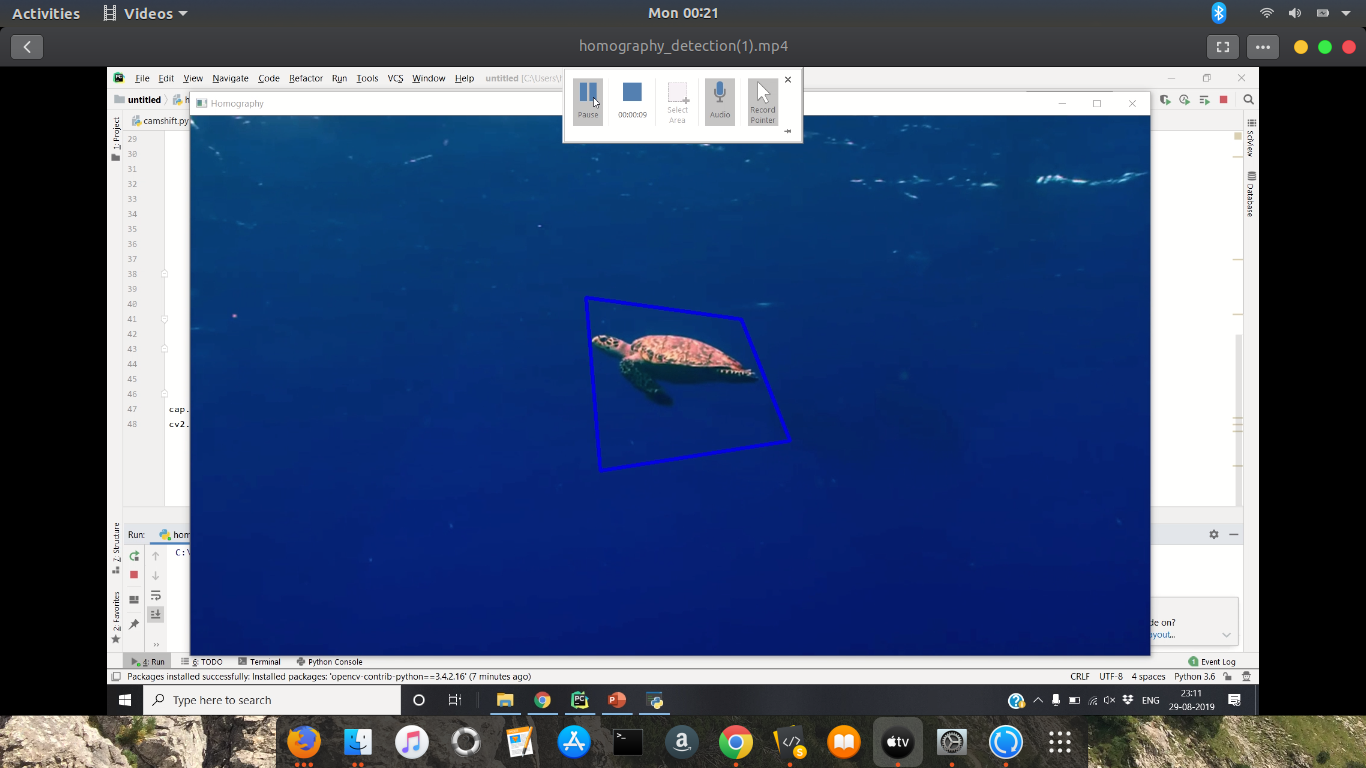 Activities Videos Mon 00:21
homography_detection(1).mp4
File Edit View Navigate Code Refactor Run Tools VCS Window Help untitled [C:\Users\
untitled
Homography
Pause 00:00:09 Select Area Audio Record Pointer
camshift.py
1: Project
SciView
Database
29
30
31
32
33
34
35
36
37
38
39
40
41
42
43
44
45
46
47 cap.
48 cv2.
Run: hom
C:\
7: Structure
2: Favorites
de on?
ayout...
4: Run 6: TODO Terminal Python Console 1 Event Log
Packages installed successfully: Installed packages: 'opencv-contrib-python==3.4.2.16' (7 minutes ago) CRLF UTF-8 4 spaces Python 3.6
Type here to search ENG 23:11
29-08-2019
tv